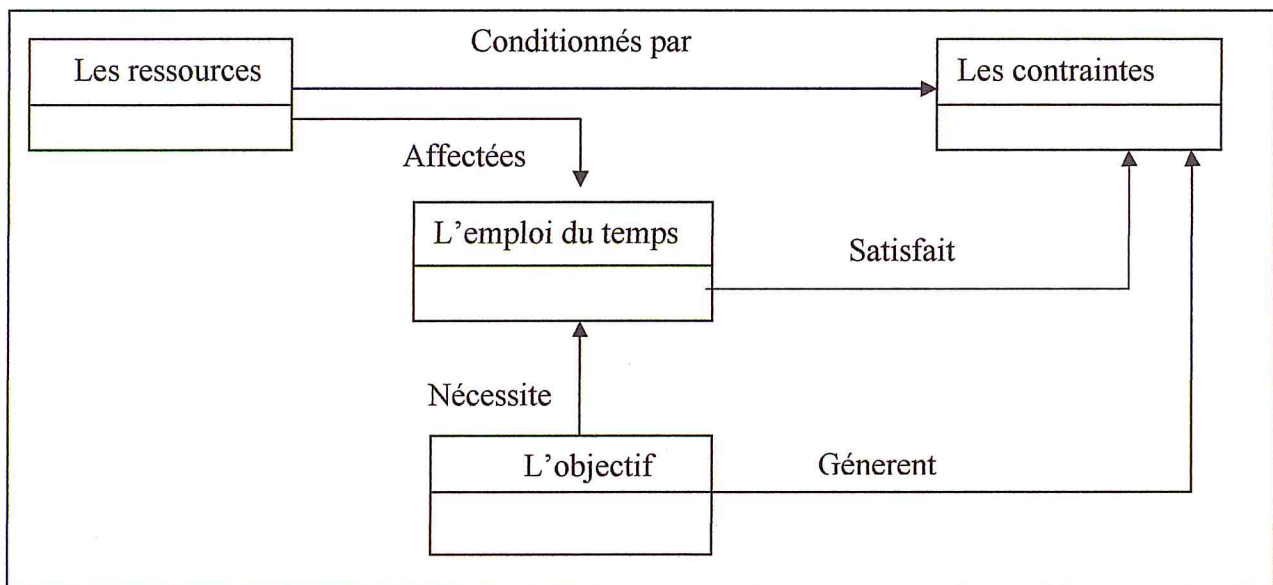 Conditionnés par
Les ressources
Les contraintes
Affectées
L’emploi du temps
Satisfait
Nécessite
L’objectif
Génerent